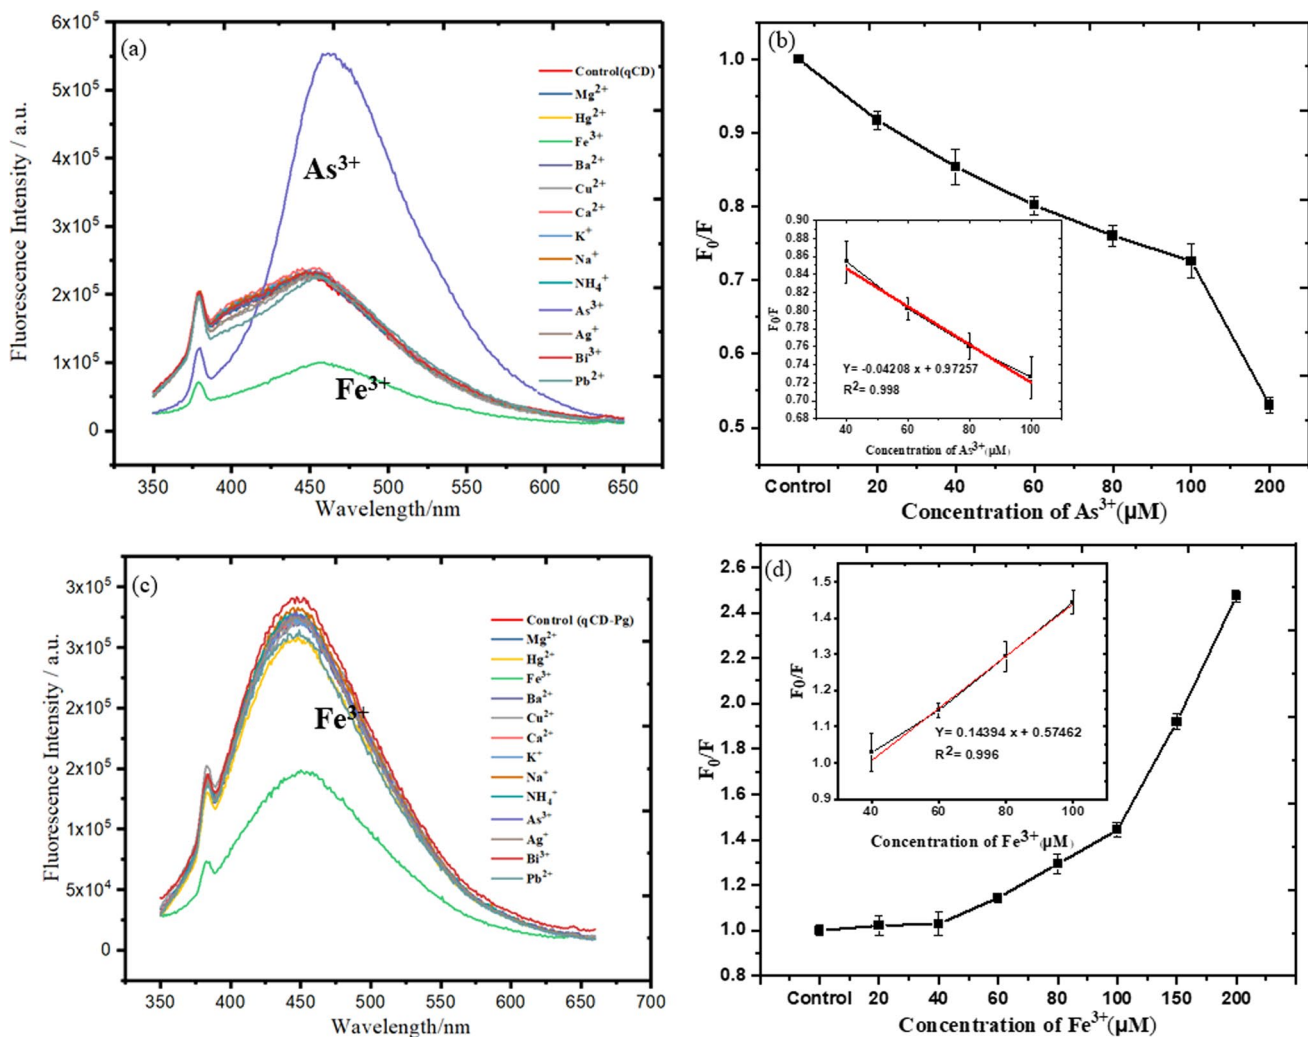 (a)
6x10⁵
5x10⁵
4x10⁵
3x10⁵
2x10⁵
1x10⁵
0
Fluorescence Intensity / a.u.
As³⁺
Fe³⁺
Control(qCD)
Mg²⁺
Hg²⁺
Fe³⁺
Ba²⁺
Cu²⁺
Ca²⁺
K⁺
Na⁺
NH₄⁺
As³⁺
Ag⁺
Bi³⁺
Pb²⁺
350 400 450 500 550 600 650
Wavelength/nm
(b)
1.0
0.9
0.8
0.7
0.6
0.5
F₀/F
0.90
0.88
0.86
0.84
0.82
0.80
0.78
0.76
0.74
0.72
0.70
0.68
F₀/F
Y= -0.04208 x + 0.97257
R²= 0.998
40 60 80 100
Concentration of As³⁺(μM)
Control 20 40 60 80 100 200
Concentration of As³⁺(μM)
(c)
3x10⁵
3x10⁵
2x10⁵
2x10⁵
1x10⁵
5x10⁴
0
Fluorescence Intensity / a.u.
Fe³⁺
Control (qCD-Pg)
Mg²⁺
Hg²⁺
Fe³⁺
Ba²⁺
Cu²⁺
Ca²⁺
K⁺
Na⁺
NH₄⁺
As³⁺
Ag⁺
Bi³⁺
Pb²⁺
350 400 450 500 550 600 650 700
Wavelength/nm
(d)
2.6
2.4
2.2
2.0
1.8
1.6
1.4
1.2
1.0
0.8
F₀/F
1.5
1.4
1.3
1.2
1.1
1.0
0.9
F₀/F
Y= 0.14394 x + 0.57462
R²= 0.996
40 60 80 100
Concentration of Fe³⁺(μM)
Control 20 40 60 80 100 150 200
Concentration of Fe³⁺(μM)